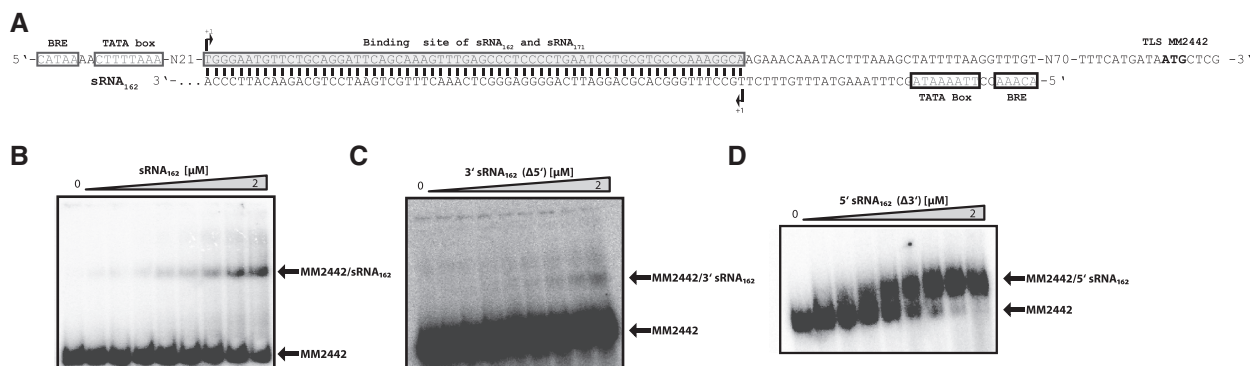 A
BRE TATA box Binding site of sRNA162 and sRNA171 TLS MM2442
+1
5 'CATAAAACTTTTAAA-N21-TGGGAATGTTCTGCAGGATTCAGCAAAGTTTGAGCCCTCCCCTGAATCCTGCGTGCCCAAAGGCAAGAAACAAATACTTTAAAGCTATTTTAAGGTTTGT-N70-TTTCATGATAATGCTCG -3'
sRNA162 3'-...ACCCTTACAAGACGTCCTAAGTCGTTTCAAACTCGGGAGGGGACTTAGGACGCACGGGTTTCCGTTCTTTGTTTATGAAATTTCGATAAAATTCCAAACA-5'
+1
TATA Box BRE
B
sRNA162 [µM]
0 2
MM2442/sRNA162
MM2442
C
3' sRNA162 (Δ5') [µM]
0 2
MM2442/3' sRNA162
MM2442
D
5' sRNA162 (Δ3') [µM]
0 2
MM2442/5' sRNA162
MM2442